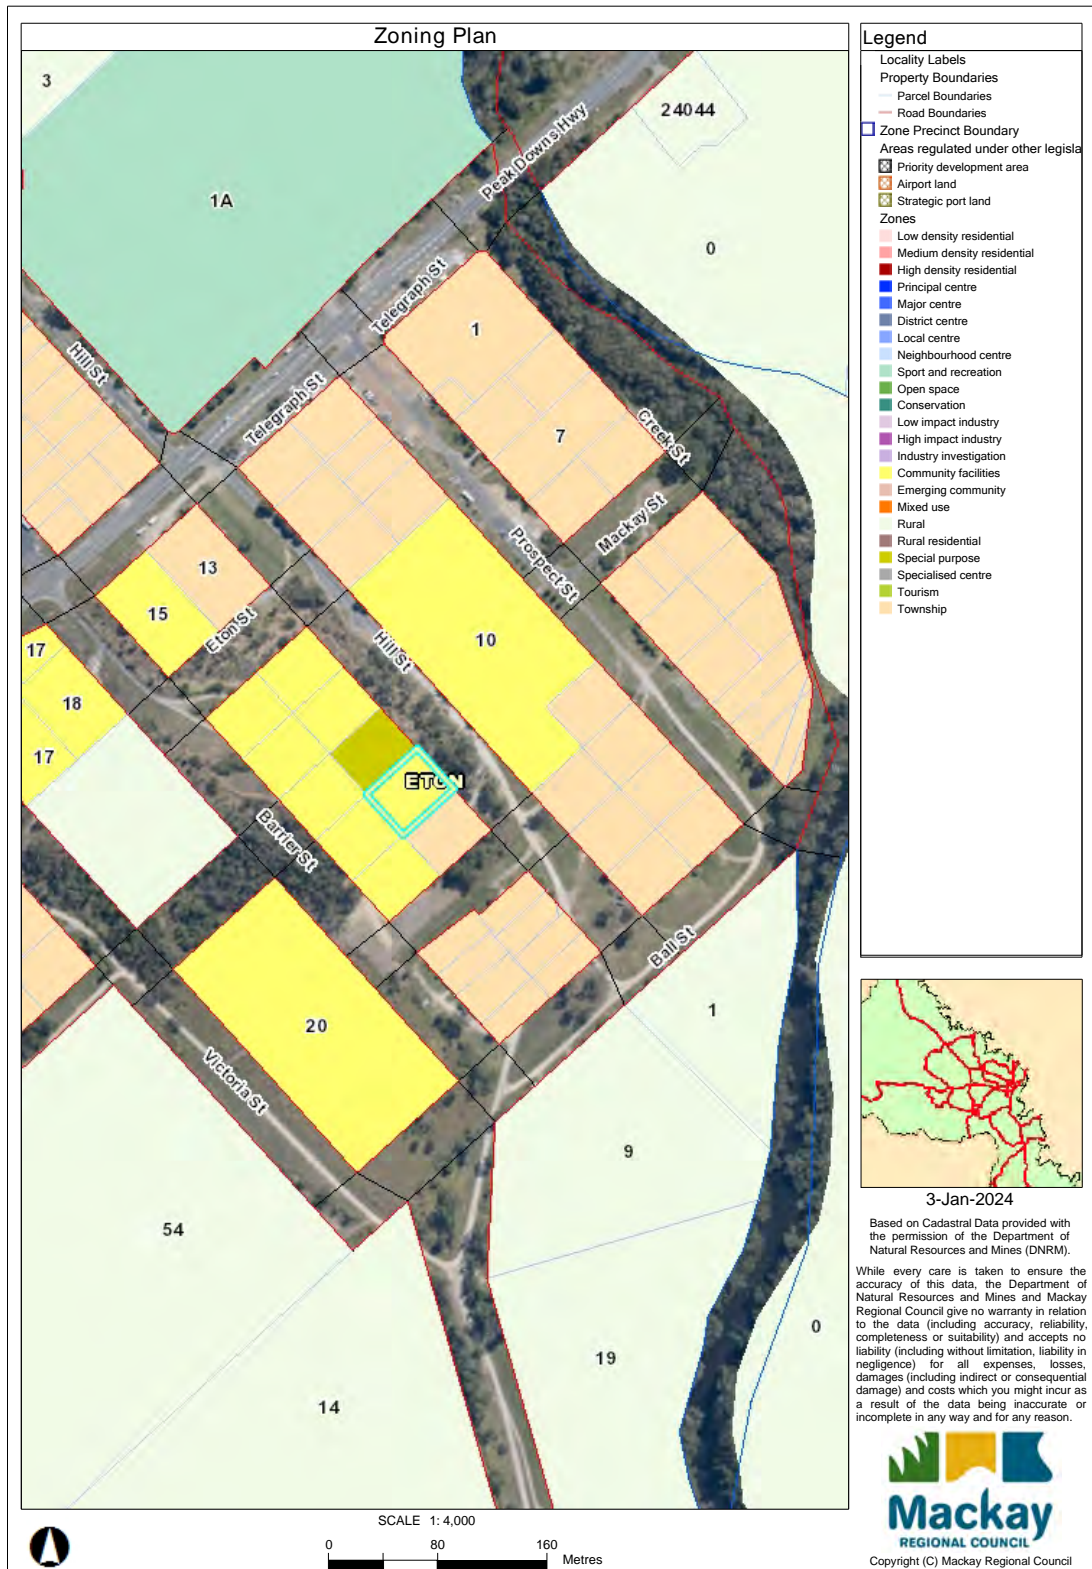 Zoning Plan
3
1A
24044
Peak Downs Hwy
0
Telegraph St
1
Hill St
Telegraph St
7
Creek St
Mackay St
Prospect St
13
15
Eton St
10
Hill St
17
18
17
ETON
Barrier St
Ball St
1
20
Victoria St
9
54
19
0
14
SCALE 1: 4,000
0 80 160
Metres
Legend
Locality Labels
Property Boundaries
Parcel Boundaries
Road Boundaries
Zone Precinct Boundary
Areas regulated under other legisla
Priority development area
Airport land
Strategic port land
Zones
Low density residential
Medium density residential
High density residential
Principal centre
Major centre
District centre
Local centre
Neighbourhood centre
Sport and recreation
Open space
Conservation
Low impact industry
High impact industry
Industry investigation
Community facilities
Emerging community
Mixed use
Rural
Rural residential
Special purpose
Specialised centre
Tourism
Township
3-Jan-2024
Based on Cadastral Data provided with
the permission of the Department of
Natural Resources and Mines (DNRM).
While every care is taken to ensure the
accuracy of this data, the Department of
Natural Resources and Mines and Mackay
Regional Council give no warranty in relation
to the data (including accuracy, reliability,
completeness or suitability) and accepts no
liability (including without limitation, liability in
negligence) for all expenses, losses,
damages (including indirect or consequential
damage) and costs which you might incur as
a result of the data being inaccurate or
incomplete in any way and for any reason.
Mackay
REGIONAL COUNCIL
Copyright (C) Mackay Regional Council